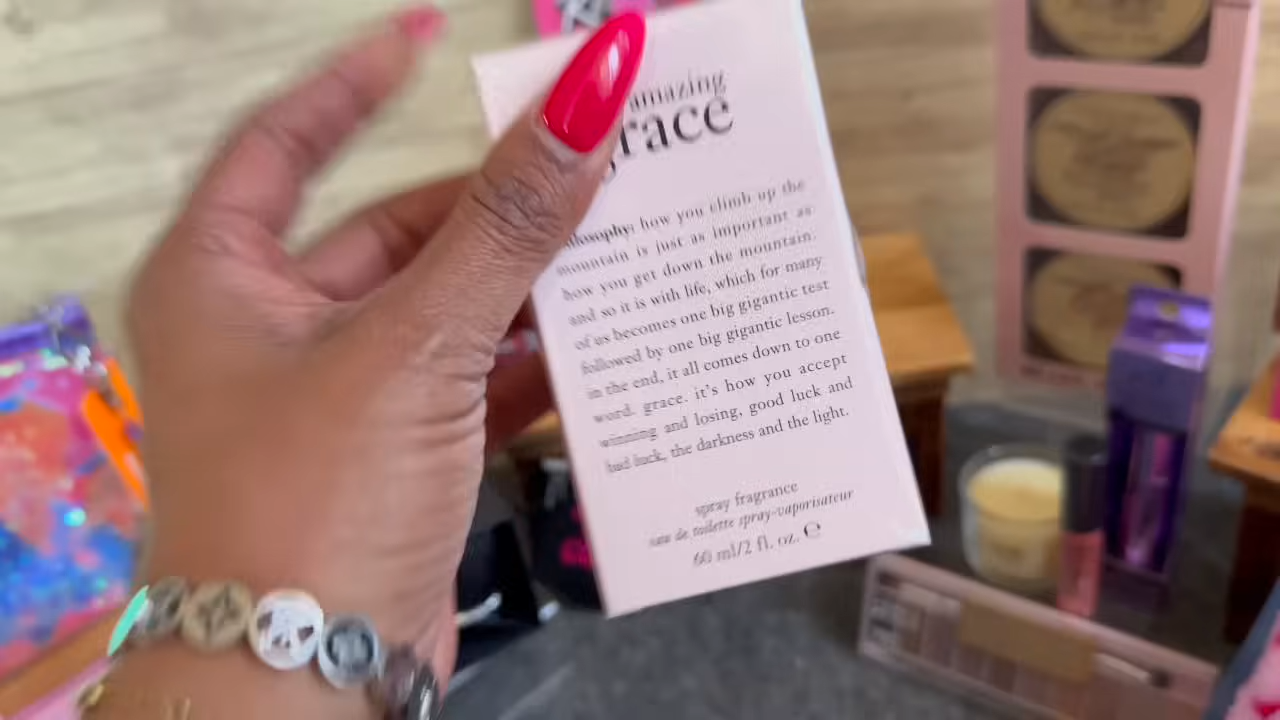 amazing
grace
philosophy: how you climb up the
mountain is just as important as
how you get down the mountain.
and so it is with life, which for many
of us becomes one big gigantic test
followed by one big gigantic lesson.
in the end, it all comes down to one
word. grace. it's how you accept
winning and losing, good luck and
bad luck, the darkness and the light.
spray fragrance
eau de toilette spray-vaporisateur
60 ml/2 fl. oz. ℮